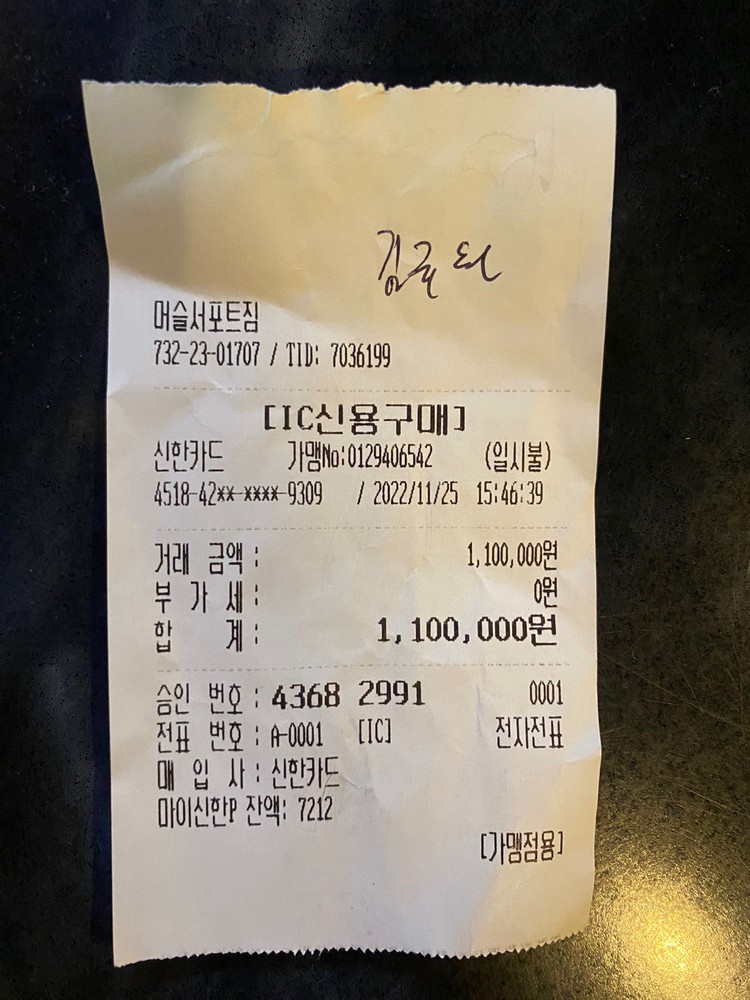 머슬서포트짐
732-23-01707 / TID: 7036199
[IC신용구매]
신한카드 가맹No:0129406542 (일시불)
4518-42**-****-9309 / 2022/11/25 15:46:39
거래 금액 : 1,100,000원
부 가 세 : 0원
합 계 : 1,100,000원
승인 번호 : 4368 2991 0001
전표 번호 : A-0001 [IC] 전자전표
매 입 사 : 신한카드
마이신한P 잔액: 7212
[가맹점용]